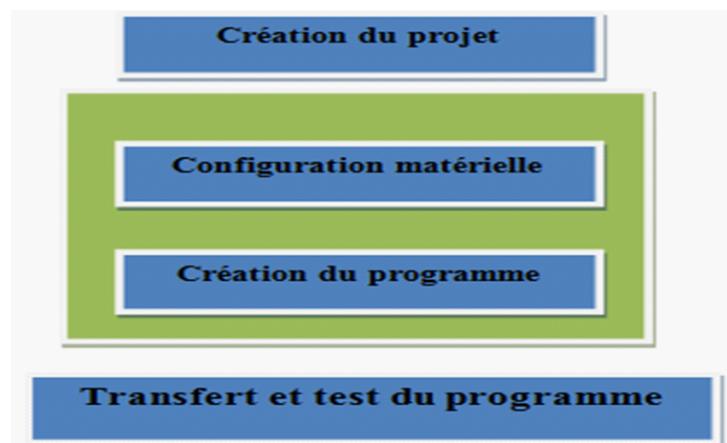 Création du projet
Configuration matérielle
Création du programme
Transfert et test du programme